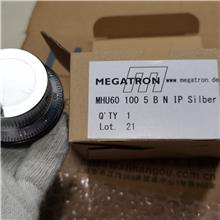 MEGATRON www.megatron.de
MHU60 100 5 B N IP Silber
Q'TY 1
Lot. 21